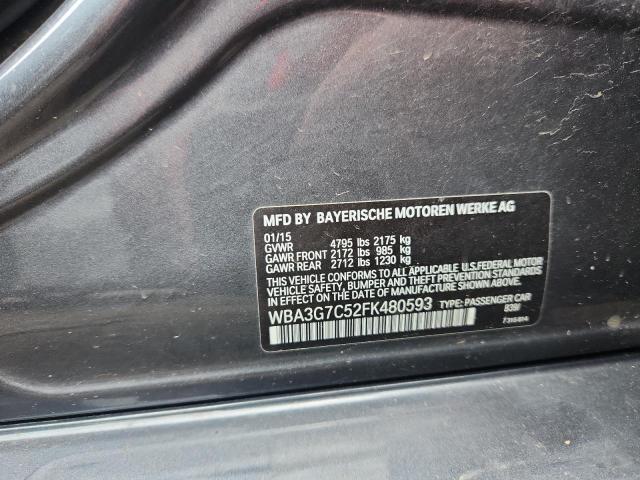 MFD BY BAYERISCHE MOTOREN WERKE AG
01/15
GVWR 4795 lbs 2175 kg
GAWR FRONT 2172 lbs 985 kg
GAWR REAR 2712 lbs 1230 kg
THIS VEHICLE CONFORMS TO ALL APPLICABLE U.S.FEDERAL MOTOR
VEHICLE SAFETY, BUMPER AND THEFT PREVENTION STANDARDS
IN EFFECT ON THE DATE OF MANUFACTURE SHOWN ABOVE.
WBA3G7C52FK480593 TYPE: PASSENGER CAR